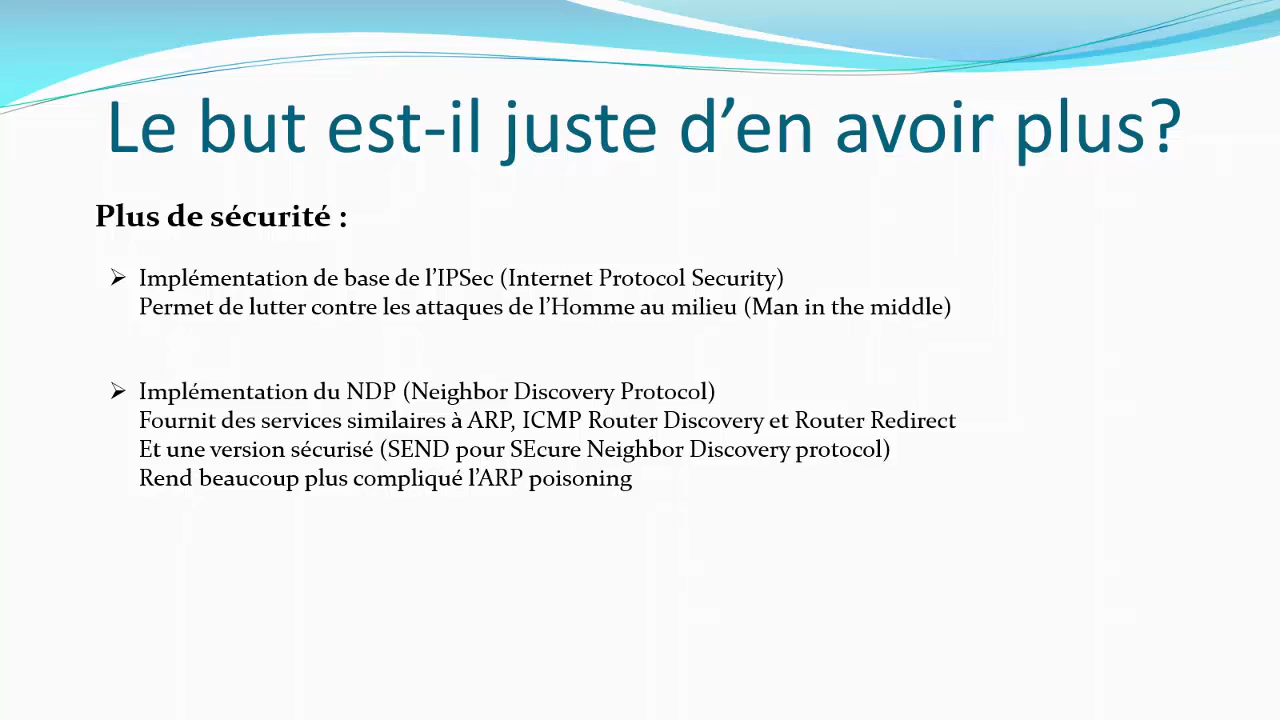 Le but est-il juste d’en avoir plus?
Plus de sécurité :
➢ Implémentation de base de l’IPSec (Internet Protocol Security)
Permet de lutter contre les attaques de l’Homme au milieu (Man in the middle)
➢ Implémentation du NDP (Neighbor Discovery Protocol)
Fournit des services similaires à ARP, ICMP Router Discovery et Router Redirect
Et une version sécurisé (SEND pour SEcure Neighbor Discovery protocol)
Rend beaucoup plus compliqué l’ARP poisoning